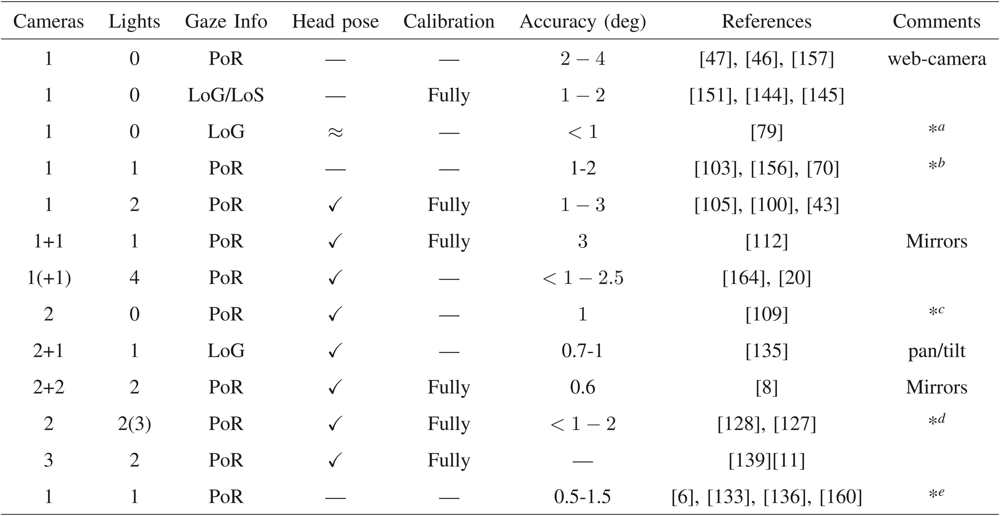 Cameras Lights Gaze Info Head pose Calibration Accuracy (deg) References Comments
1 0 PoR — — 2 − 4 [47], [46], [157] web-camera
1 0 LoG/LoS — Fully 1 − 2 [151], [144], [145]
1 0 LoG ≈ — < 1 [79] *a
1 1 PoR — — 1-2 [103], [156], [70] *b
1 2 PoR ✓ Fully 1 − 3 [105], [100], [43]
1+1 1 PoR ✓ Fully 3 [112] Mirrors
1(+1) 4 PoR ✓ — < 1 − 2.5 [164], [20]
2 0 PoR ✓ — 1 [109] *c
2+1 1 LoG ✓ — 0.7-1 [135] pan/tilt
2+2 2 PoR ✓ Fully 0.6 [8] Mirrors
2 2(3) PoR ✓ Fully < 1 − 2 [128], [127] *d
3 2 PoR ✓ Fully — [139][11]
1 1 PoR — — 0.5-1.5 [6], [133], [136], [160] *e